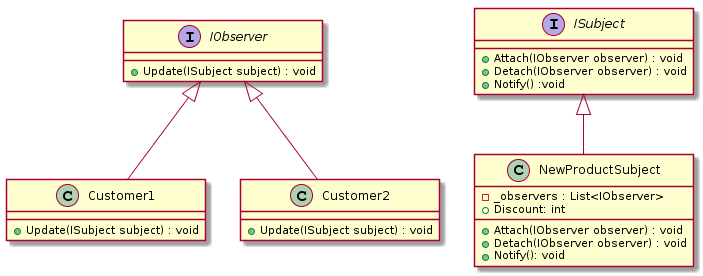 I IObserver
Update(ISubject subject) : void
I ISubject
Attach(IObserver observer) : void
Detach(IObserver observer) : void
Notify() :void
C Customer1
Update(ISubject subject) : void
C Customer2
Update(ISubject subject) : void
C NewProductSubject
_observers : List<IObserver>
Discount: int
Attach(IObserver observer) : void
Detach(IObserver observer) : void
Notify(): void